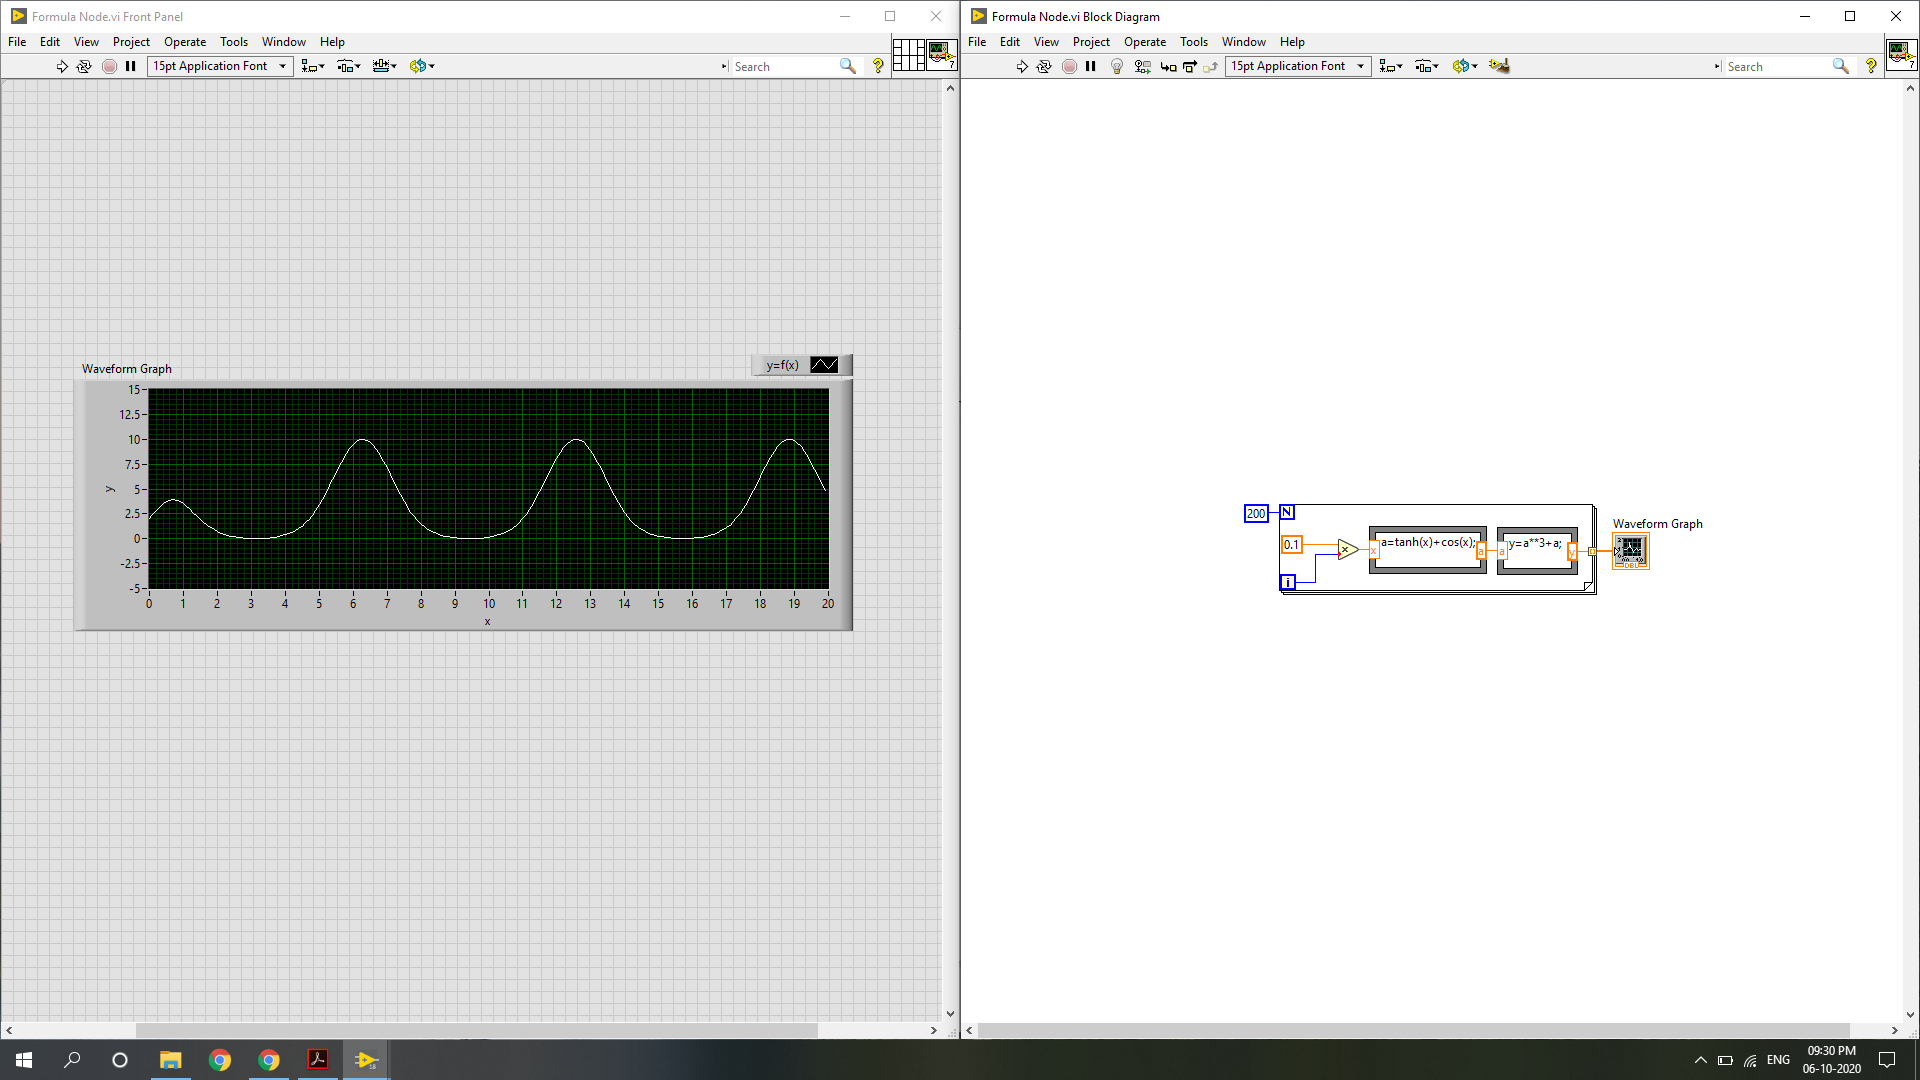 Formula Node.vi Front Panel
File Edit View Project Operate Tools Window Help
15pt Application Font
Search
?
7
Waveform Graph
y=f(x)
15
12.5
10
7.5
5
2.5
0
-2.5
-5
y
0 1 2 3 4 5 6 7 8 9 10 11 12 13 14 15 16 17 18 19 20
x
Formula Node.vi Block Diagram
File Edit View Project Operate Tools Window Help
15pt Application Font
Search
?
7
200 N
0.1
i
x
x a=tanh(x)+cos(x); a
a y=a**3+a; y
Waveform Graph
DBL
18
ENG
09:30 PM
06-10-2020